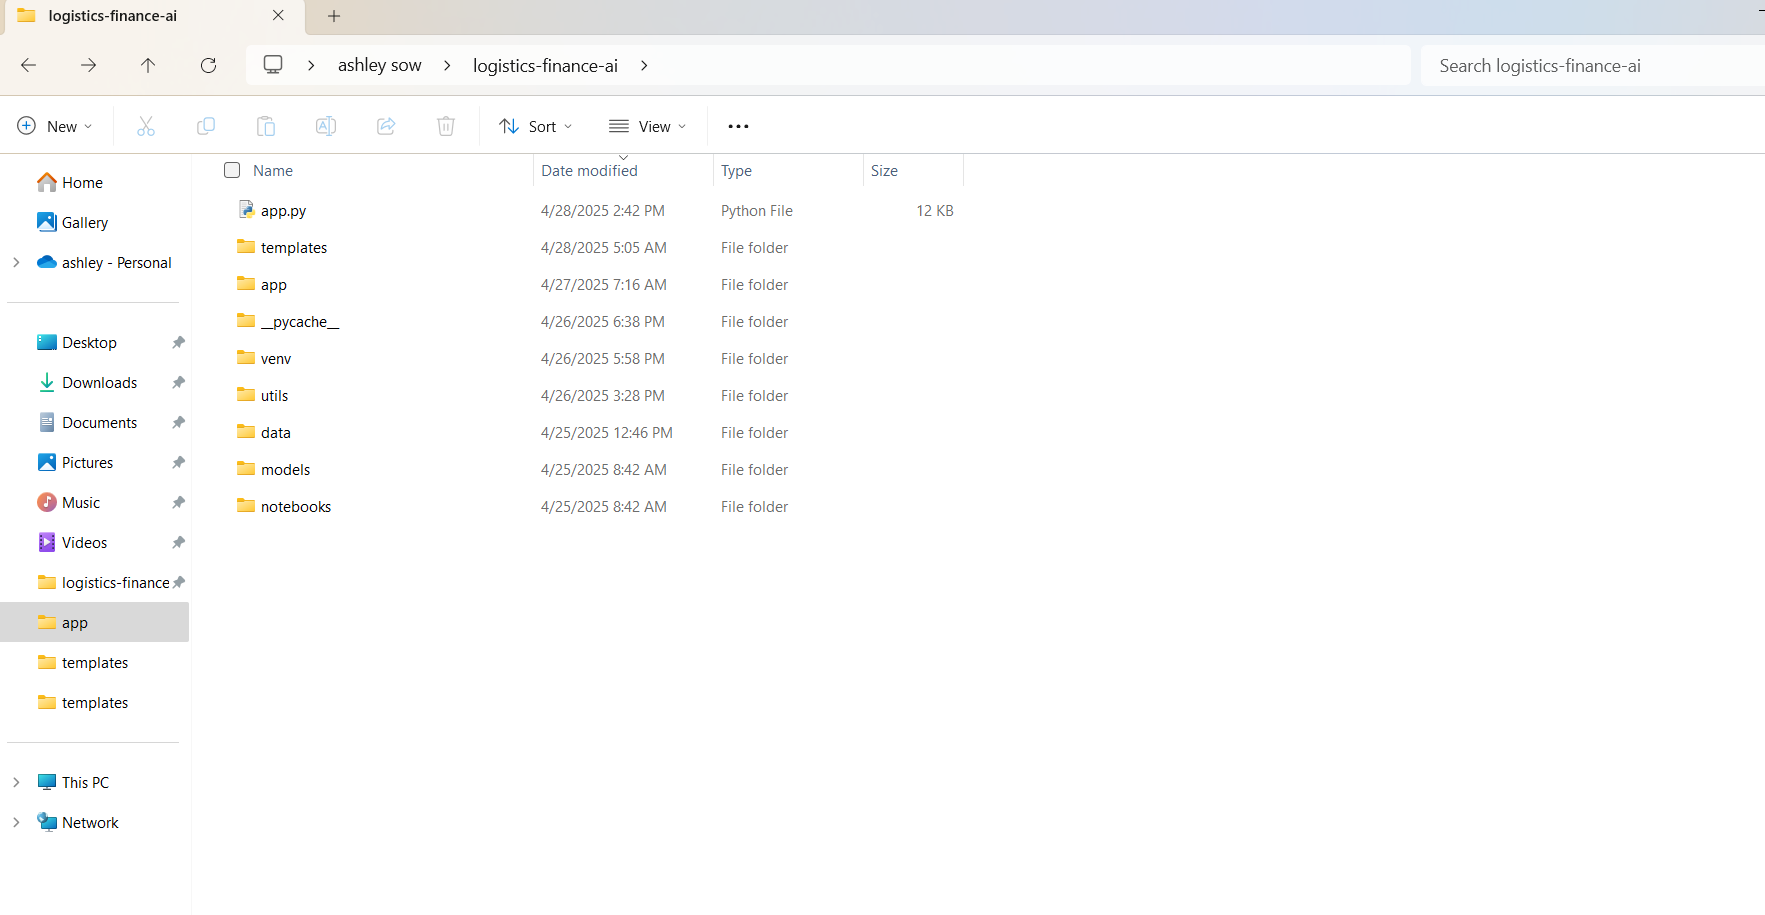 logistics-finance-ai
ashley sow
logistics-finance-ai
Search logistics-finance-ai
New
Sort
View
Name Date modified Type Size
Home
Gallery
ashley - Personal
Desktop
Downloads
Documents
Pictures
Music
Videos
logistics-finance
app
templates
templates
This PC
Network
app.py 4/28/2025 2:42 PM Python File 12 KB
templates 4/28/2025 5:05 AM File folder
app 4/27/2025 7:16 AM File folder
__pycache__ 4/26/2025 6:38 PM File folder
venv 4/26/2025 5:58 PM File folder
utils 4/26/2025 3:28 PM File folder
data 4/25/2025 12:46 PM File folder
models 4/25/2025 8:42 AM File folder
notebooks 4/25/2025 8:42 AM File folder